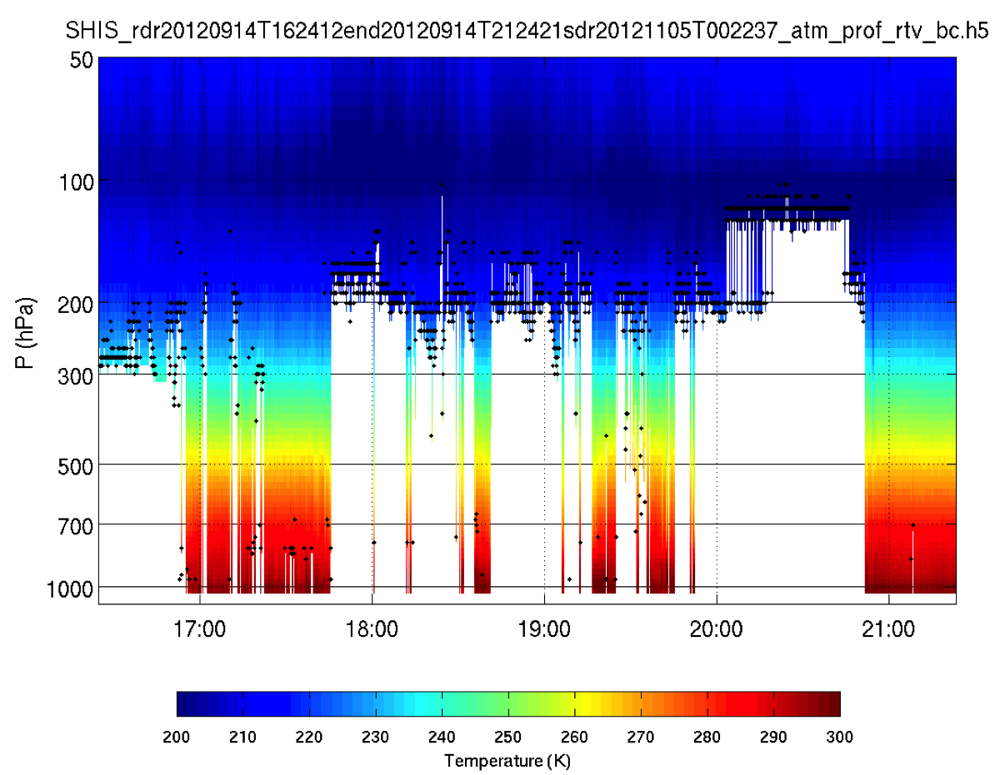 SHIS_rdr20120914T162412end20120914T212421sdr20121105T002237_atm_prof_rtv_bc.h5
50
100
200
300
500
700
1000
P (hPa)
17:00 18:00 19:00 20:00 21:00
200 210 220 230 240 250 260 270 280 290 300
Temperature (K)